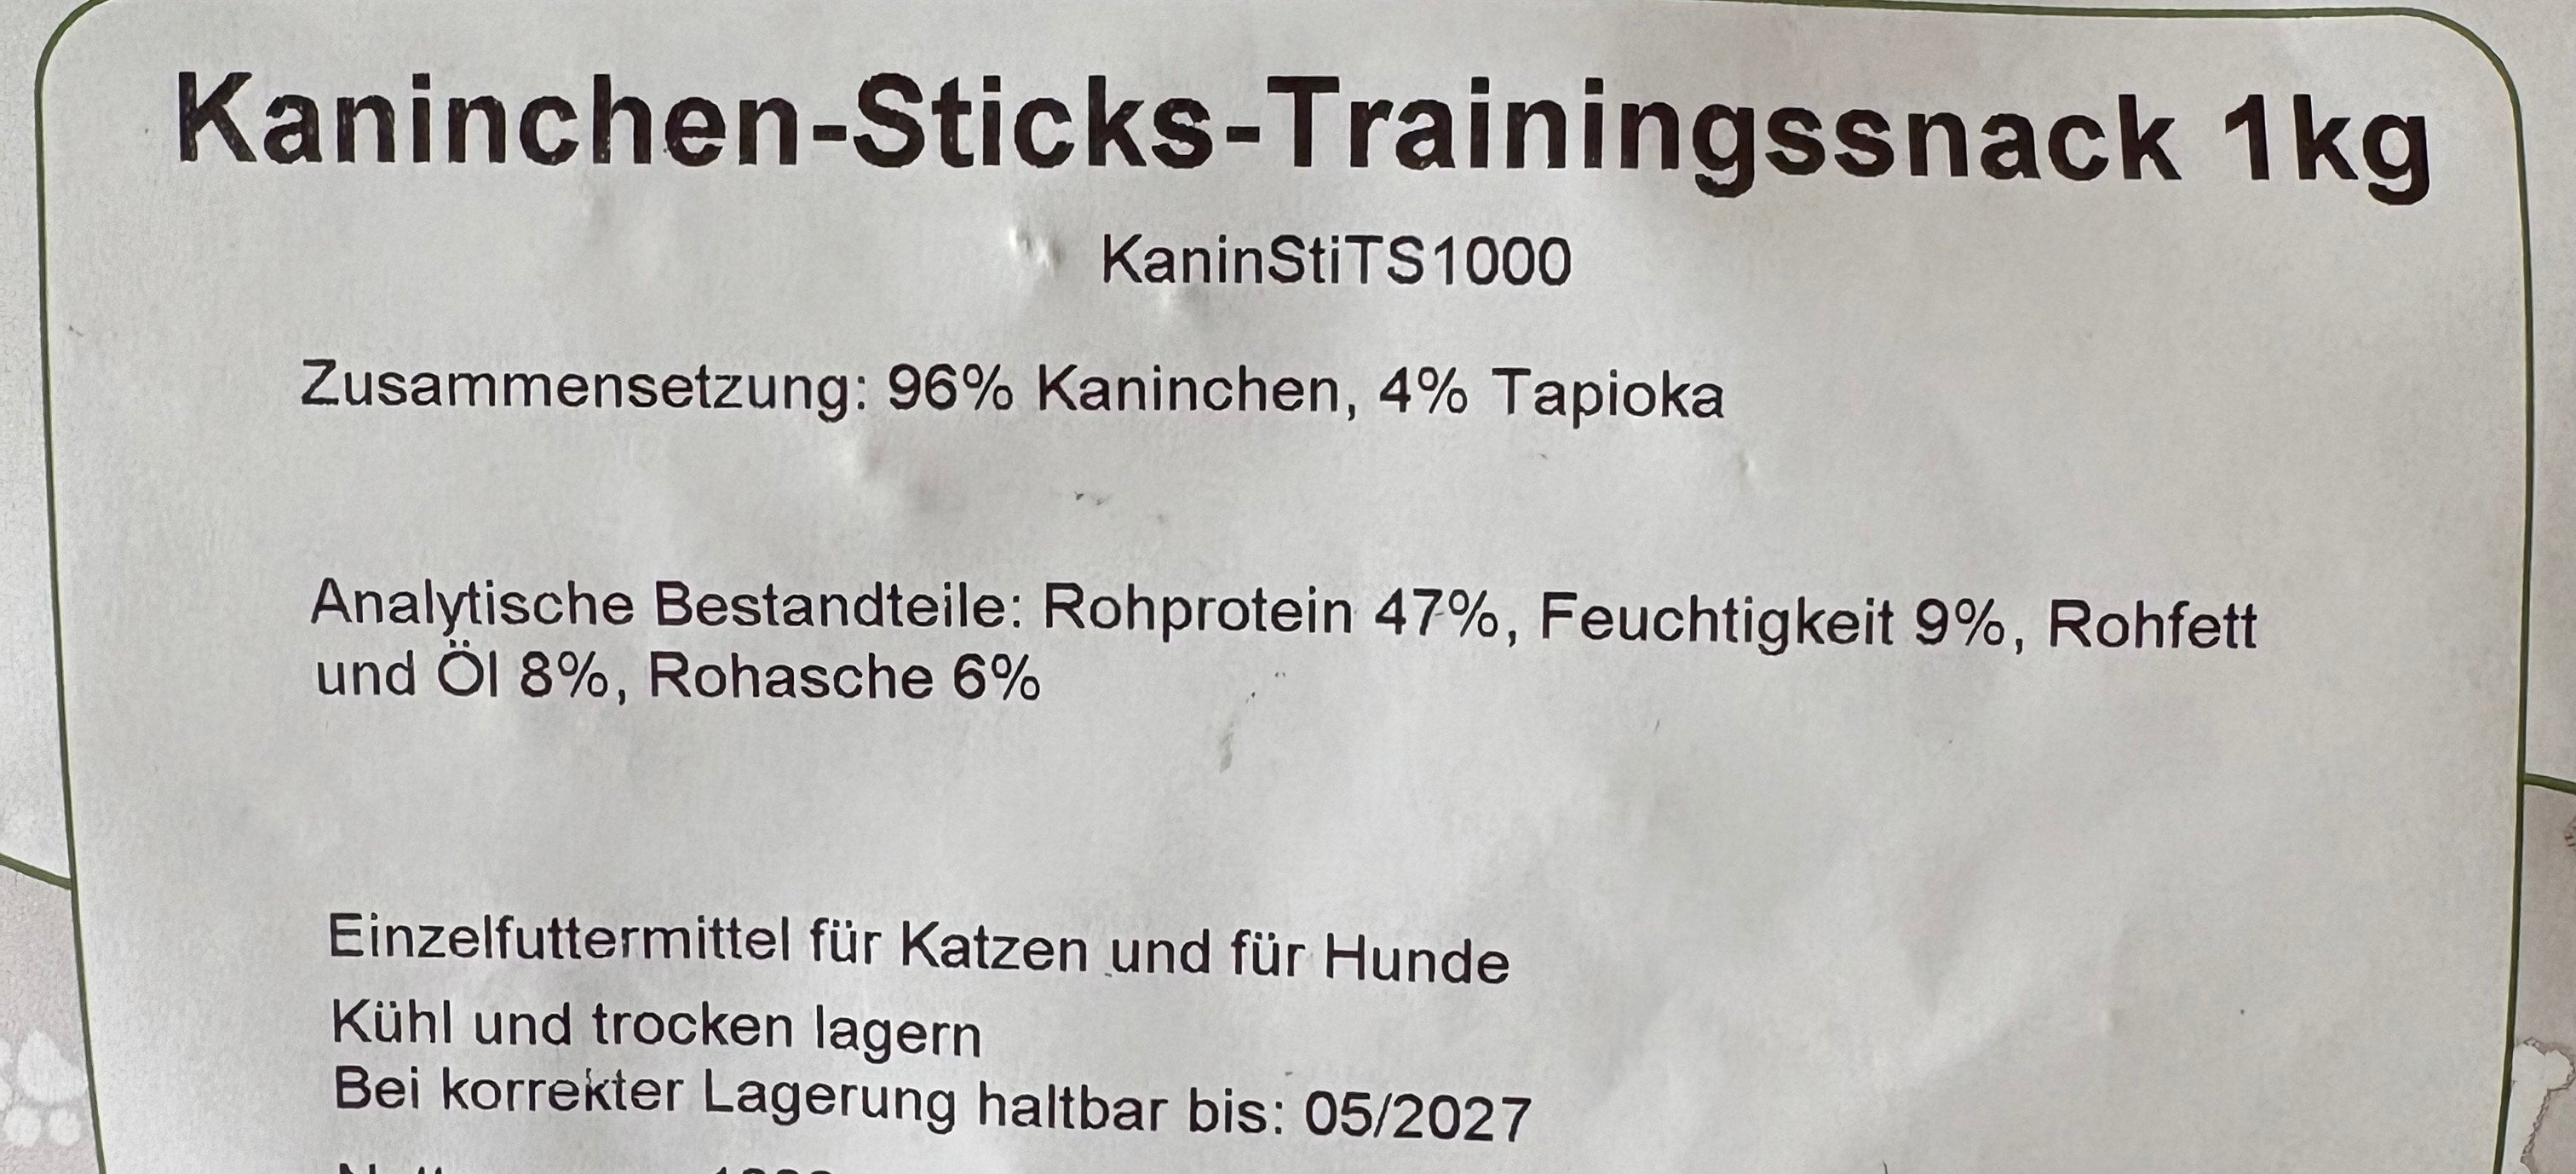 Kaninchen-Sticks-Trainingssnack 1kg
KaninStiTS1000
Zusammensetzung: 96% Kaninchen, 4% Tapioka
Analytische Bestandteile: Rohprotein 47%, Feuchtigkeit 9%, Rohfett
und Öl 8%, Rohasche 6%
Einzelfuttermittel für Katzen und für Hunde
Kühl und trocken lagern
Bei korrekter Lagerung haltbar bis: 05/2027